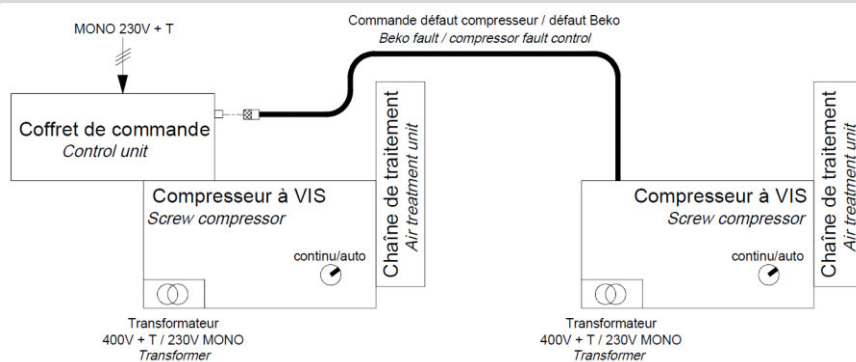 MONO 230V + T
Commande défaut compresseur / défaut Beko
Beko fault / compressor fault control
Coffret de commande
Control unit
Compresseur à VIS
Screw compressor
continu/auto
Chaîne de traitement
Air treatment unit
Transformateur
400V + T / 230V MONO
Transformer
Compresseur à VIS
Screw compressor
continu/auto
Chaîne de traitement
Air treatment unit
Transformateur
400V + T / 230V MONO
Transformer